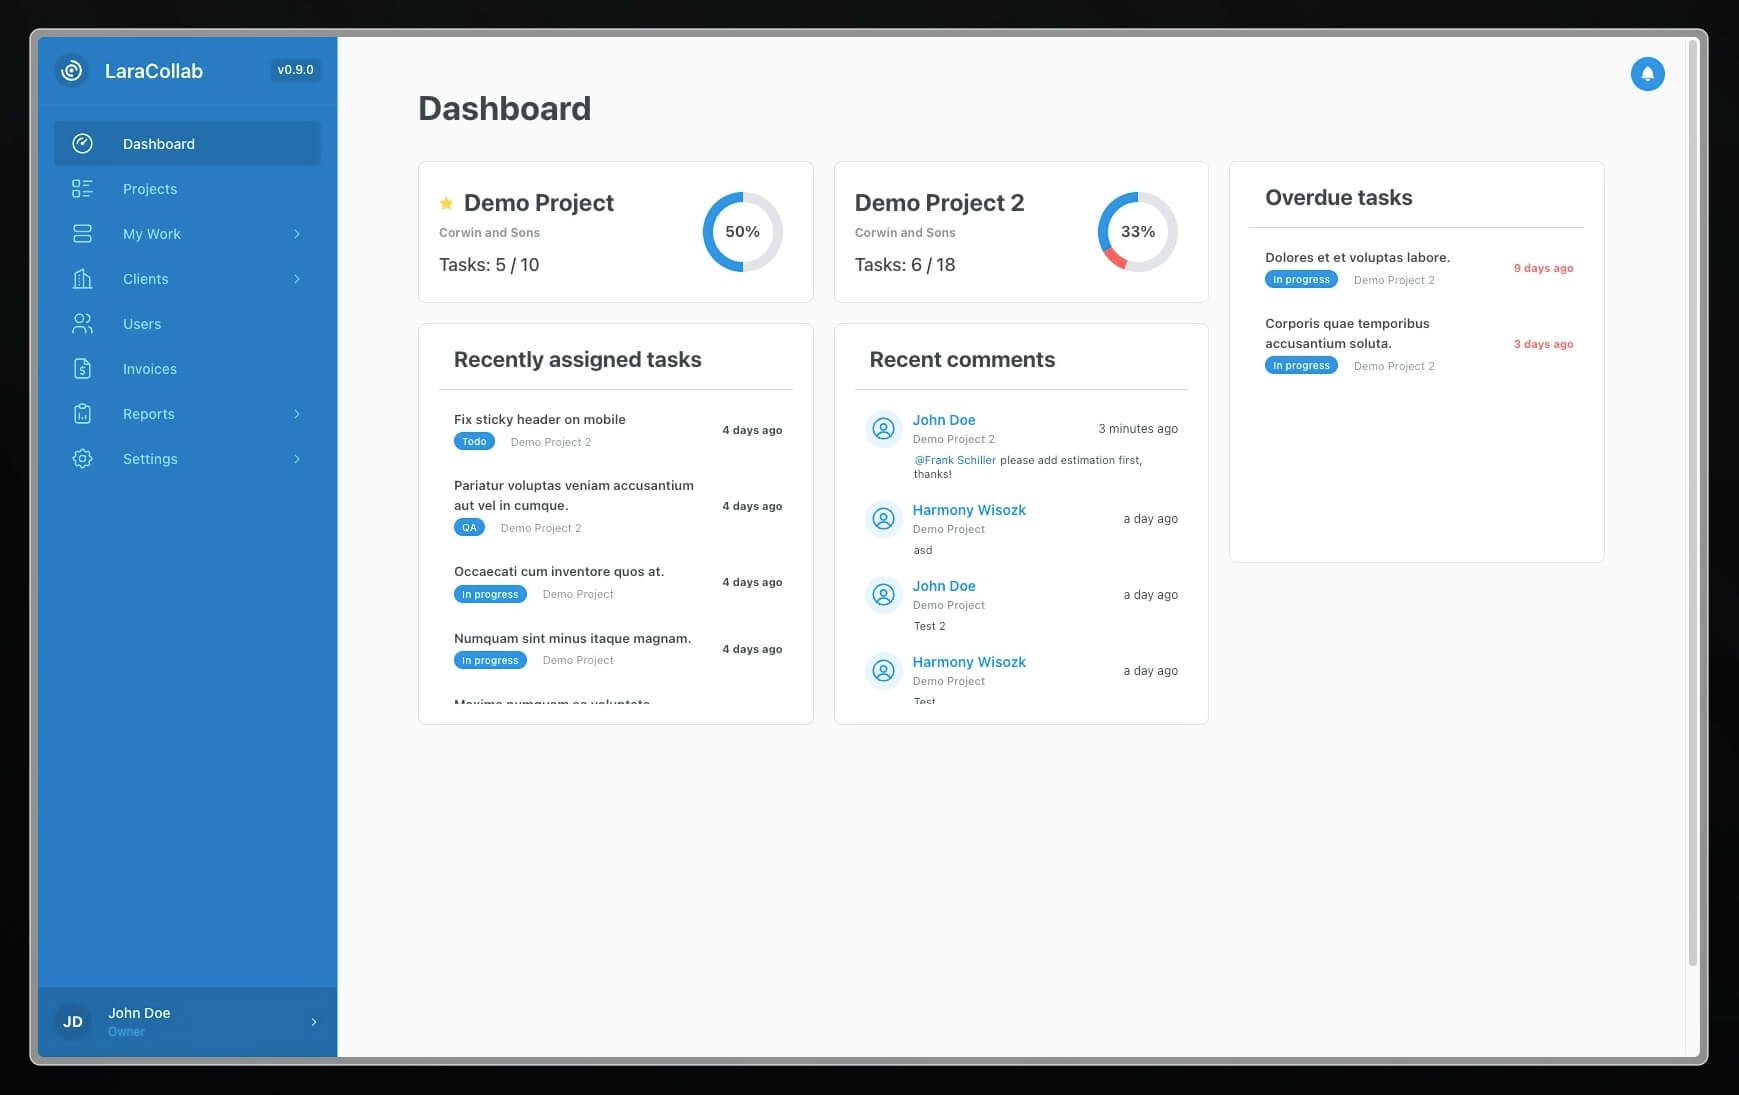 LaraCollab
v0.9.0
Dashboard
Projects
My Work
Clients
Users
Invoices
Reports
Settings
JD
John Doe
Owner
Dashboard
Demo Project
Corwin and Sons
Tasks: 5 / 10
50%
Demo Project 2
Corwin and Sons
Tasks: 6 / 18
33%
Overdue tasks
Dolores et et voluptas labore.
In progress Demo Project 2
9 days ago
Corporis quae temporibus
accusantium soluta.
In progress Demo Project 2
3 days ago
Recently assigned tasks
Fix sticky header on mobile
Todo Demo Project 2
4 days ago
Pariatur voluptas veniam accusantium
aut vel in cumque.
QA Demo Project 2
4 days ago
Occaecati cum inventore quos at.
In progress Demo Project
4 days ago
Numquam sint minus itaque magnam.
In progress Demo Project
4 days ago
Recent comments
John Doe
3 minutes ago
Demo Project 2
@Frank Schiller please add estimation first,
thanks!
Harmony Wisozk
a day ago
Demo Project
asd
John Doe
a day ago
Demo Project
Test 2
Harmony Wisozk
a day ago
Demo Project
Test